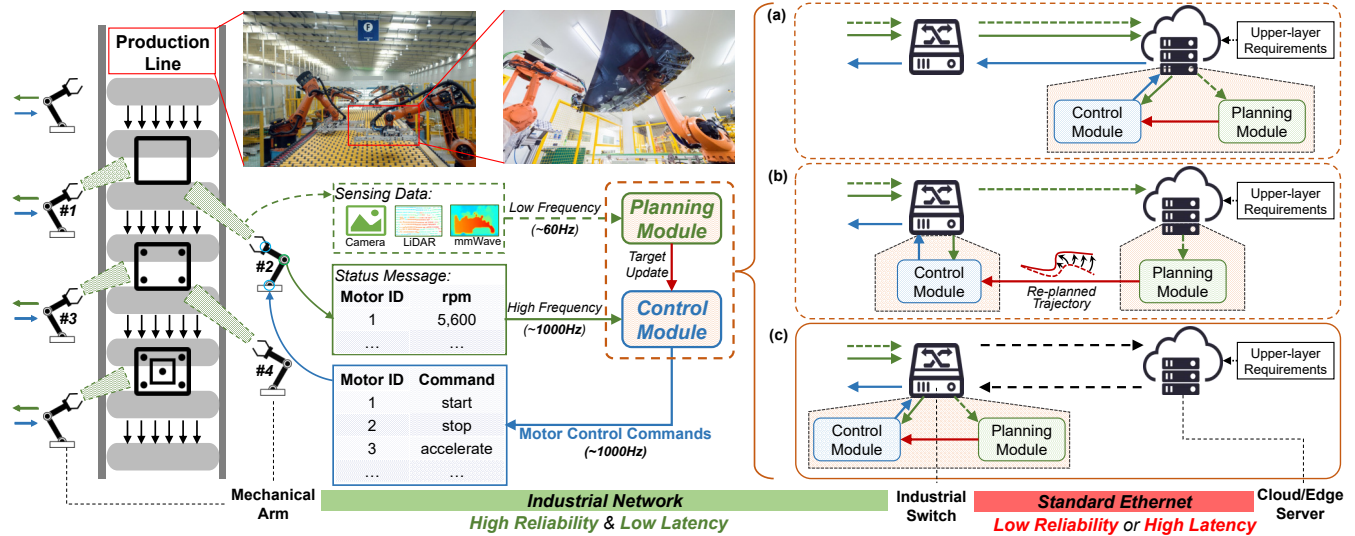 Production
Line
#1
#2
#3
#4
F
Sensing Data:
Camera
LiDAR
mmWave
Low Frequency
(~60Hz)
Planning
Module
Target
Update
Status Message:
Motor ID rpm
1 5,600
... ...
High Frequency
(~1000Hz)
Control
Module
Motor ID Command
1 start
2 stop
3 accelerate
... ...
Motor Control Commands
(~1000Hz)
(a)
Upper-layer
Requirements
Control
Module
Planning
Module
(b)
Upper-layer
Requirements
Control
Module
Re-planned
Trajectory
Planning
Module
(c)
Upper-layer
Requirements
Control
Module
Planning
Module
Mechanical
Arm
Industrial Network
High Reliability & Low Latency
Industrial
Switch
Standard Ethernet
Low Reliability or High Latency
Cloud/Edge
Server